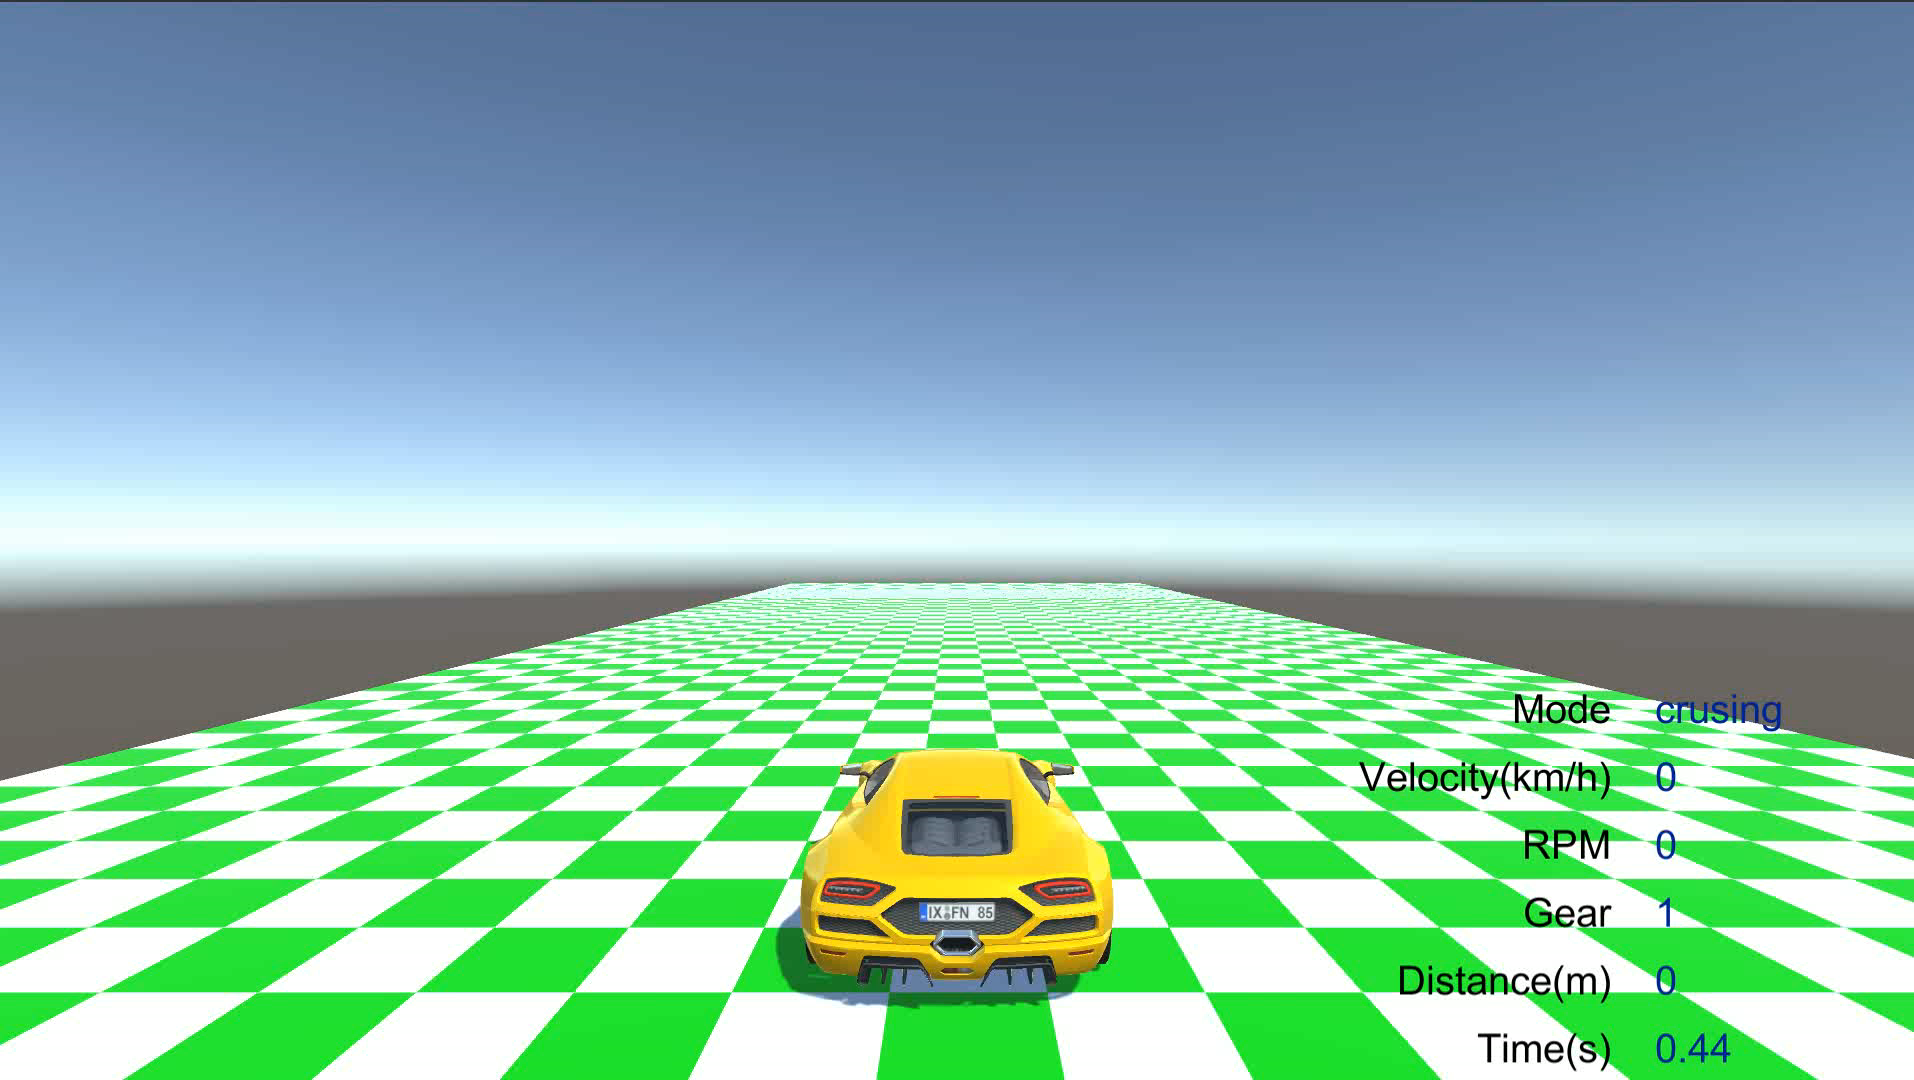 Mode crusing
Velocity(km/h) 0
RPM 0
IX FN 85
Gear 1
Distance(m) 0
Time(s) 0.44